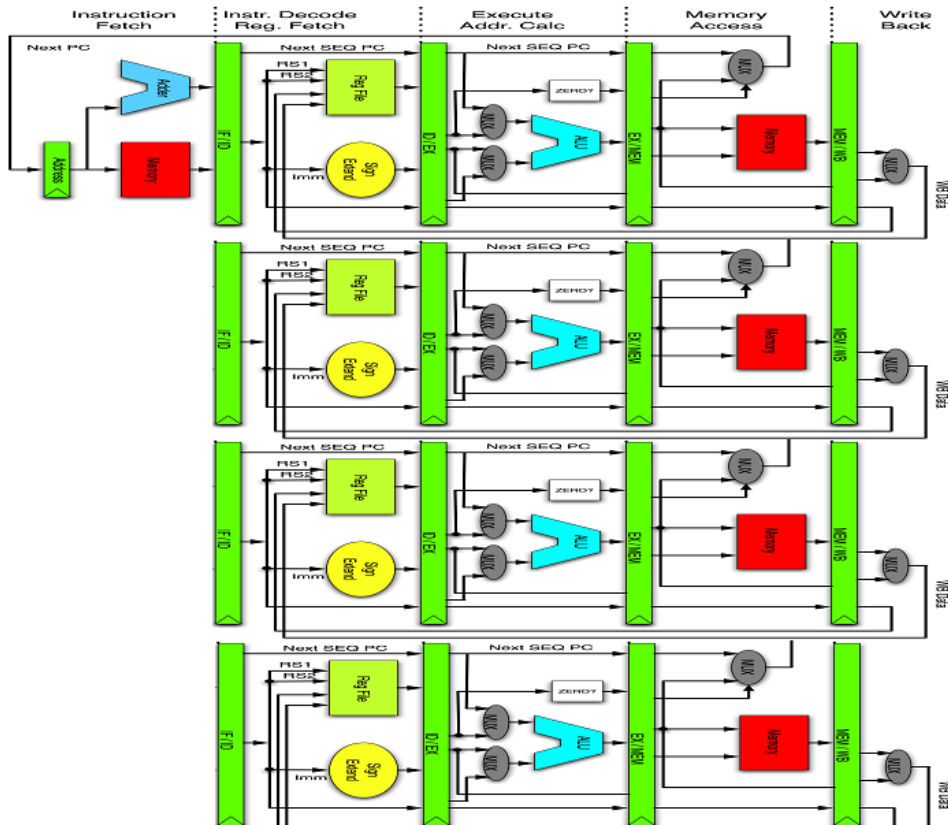 Instruction Fetch
Instr. Decode Reg. Fetch
Execute Addr. Calc
Memory Access
Write Back
Next PC
Next SEQ PC
Next SEQ PC
RS1
RS2
Reg File
Adder
MUX
ZERO?
MUX
MUX
ALU
Memory
Address
Memory
IF/ID
Imm
Sign Extend
ID/EX
EX/MEM
MEM/WB
MUX
WB Data
Next SEQ PC
Next SEQ PC
RS1
RS2
Reg File
MUX
ZERO?
MUX
MUX
ALU
Memory
IF/ID
Imm
Sign Extend
ID/EX
EX/MEM
MEM/WB
MUX
WB Data
Next SEQ PC
Next SEQ PC
RS1
RS2
Reg File
MUX
ZERO?
MUX
MUX
ALU
Memory
IF/ID
Imm
Sign Extend
ID/EX
EX/MEM
MEM/WB
MUX
WB Data
Next SEQ PC
Next SEQ PC
RS1
RS2
Reg File
MUX
ZERO?
MUX
MUX
ALU
Memory
IF/ID
Imm
Sign Extend
ID/EX
EX/MEM
MEM/WB
MUX
WB Data